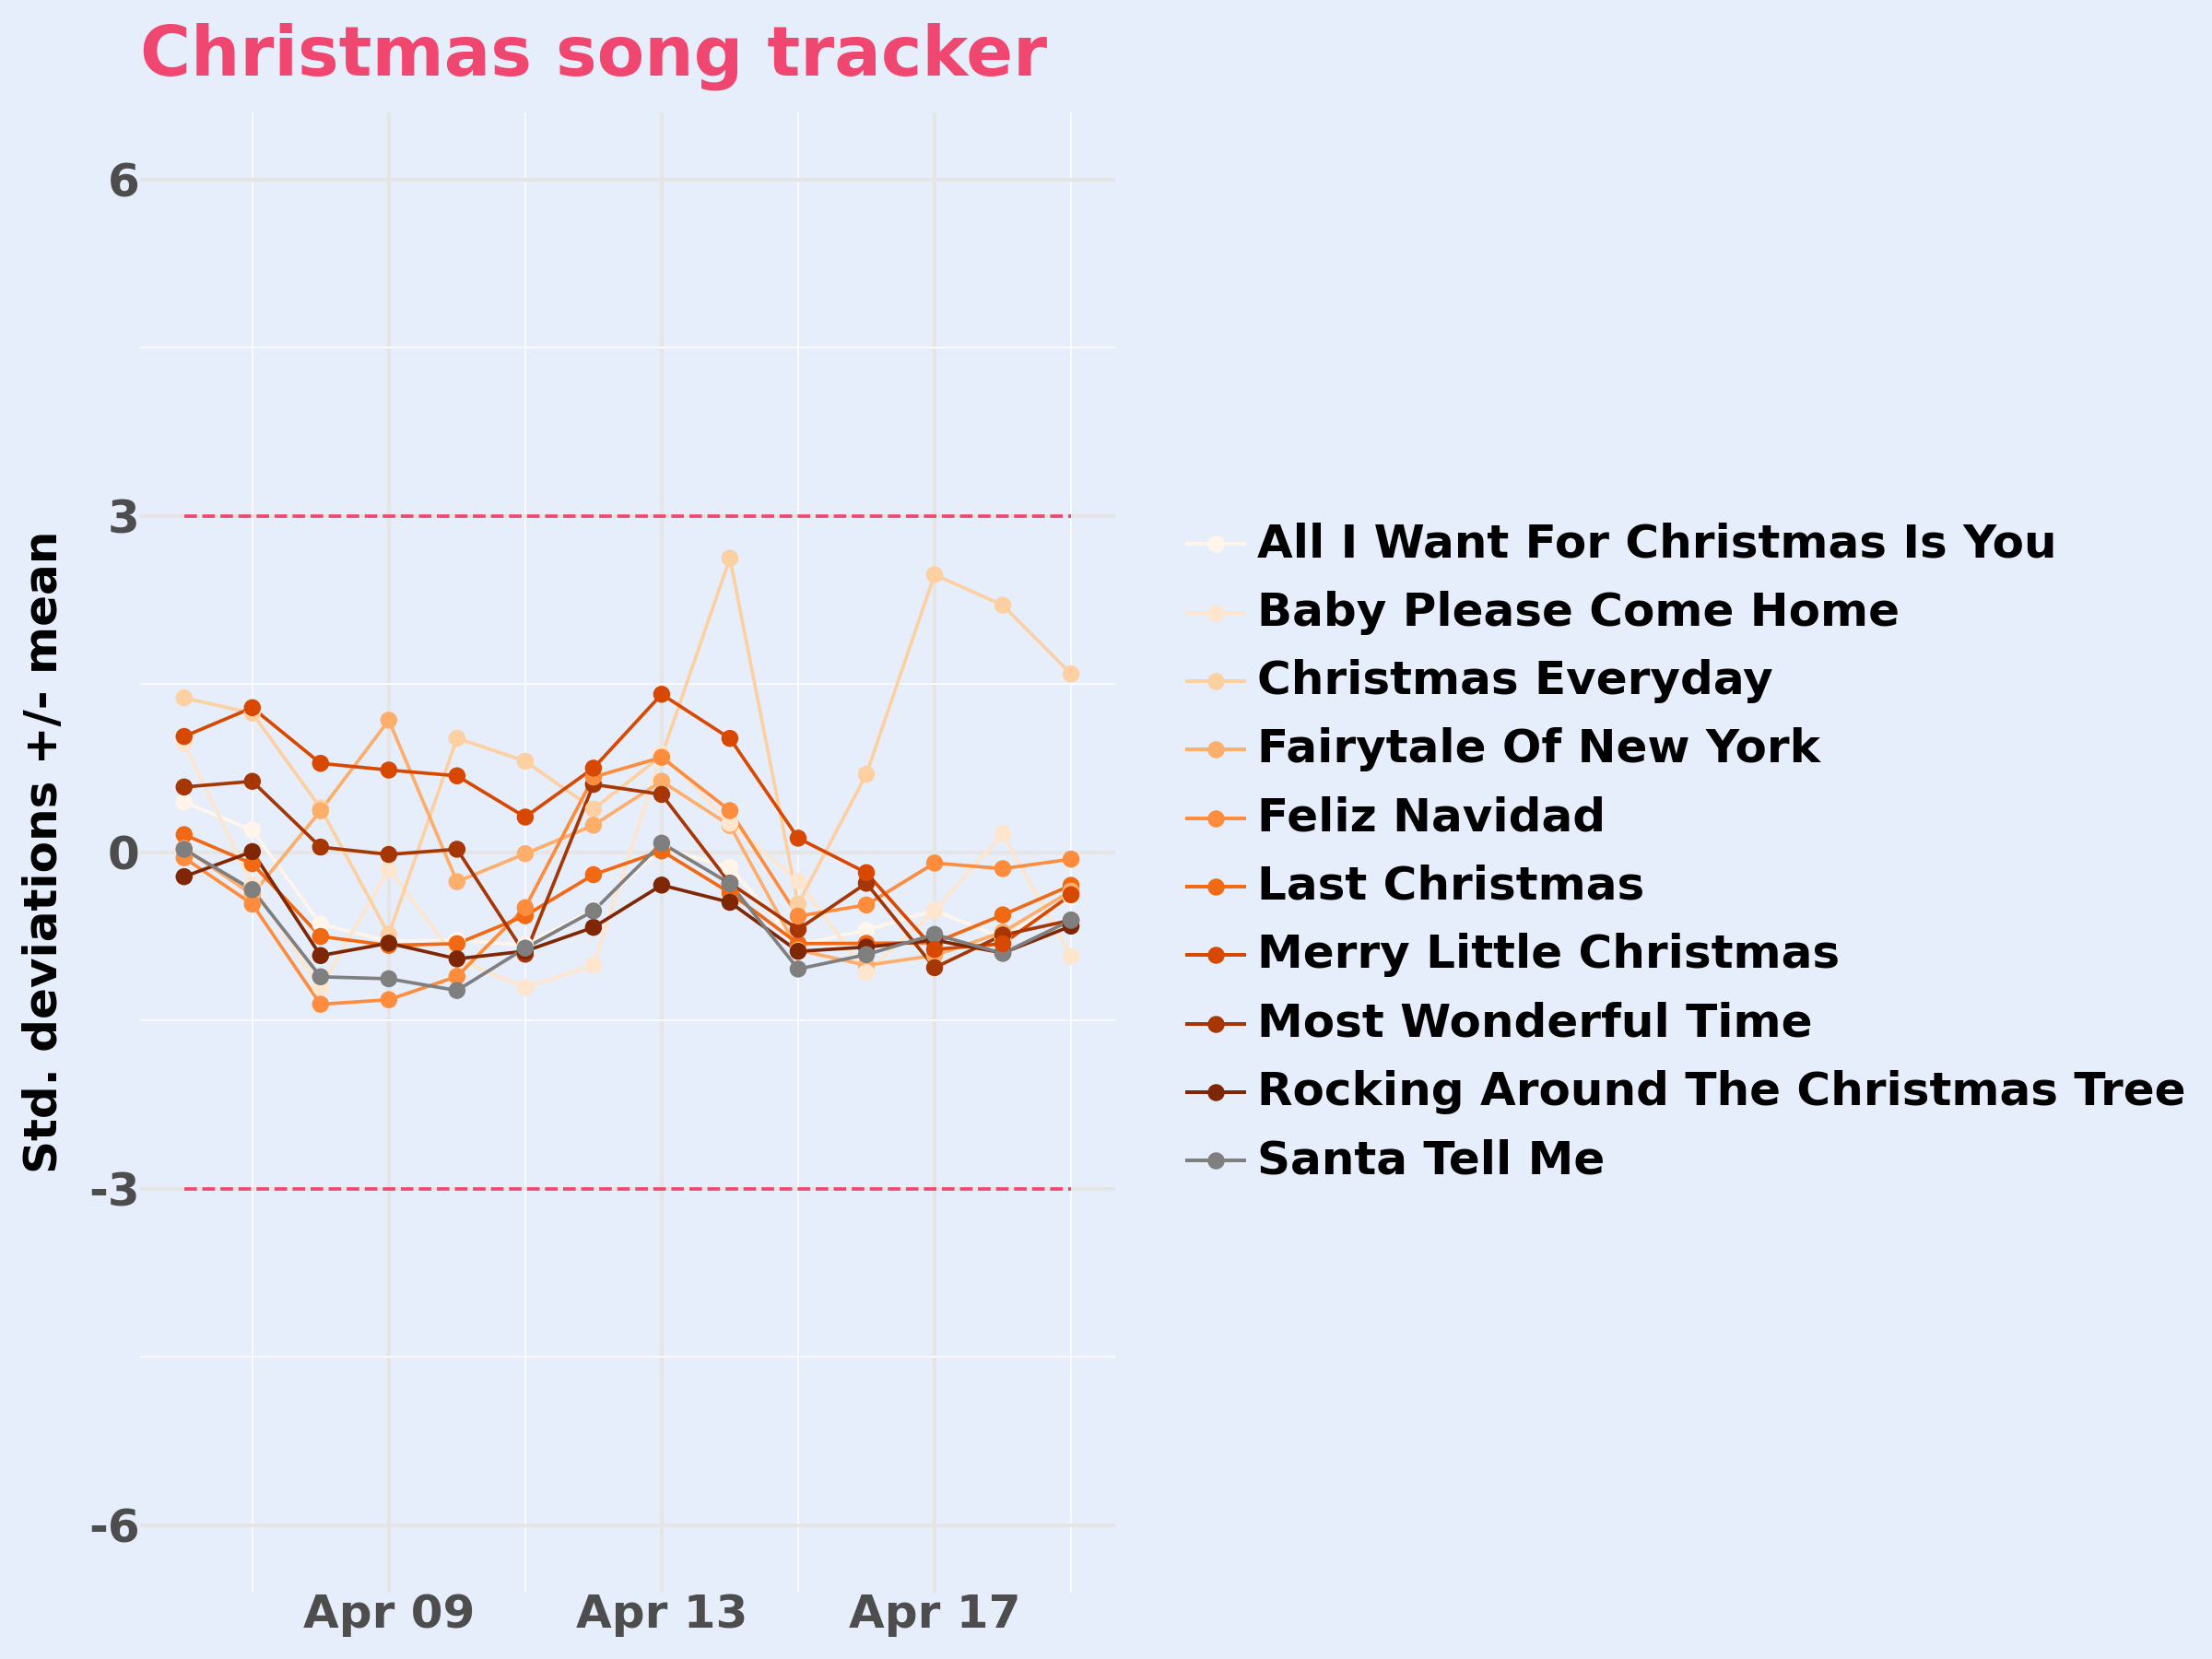 Christmas song tracker
Std. deviations +/- mean
6
3
0
-3
-6
Apr 09
Apr 13
Apr 17
All I Want For Christmas Is You
Baby Please Come Home
Christmas Everyday
Fairytale Of New York
Feliz Navidad
Last Christmas
Merry Little Christmas
Most Wonderful Time
Rocking Around The Christmas Tree
Santa Tell Me